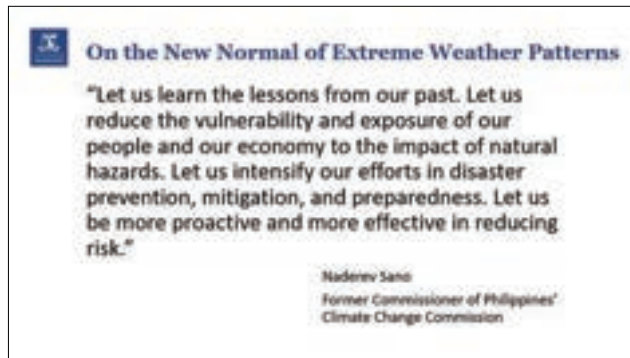 On the New Normal of Extreme Weather Patterns
“Let us learn the lessons from our past. Let us
reduce the vulnerability and exposure of our
people and our economy to the impact of natural
hazards. Let us intensify our efforts in disaster
prevention, mitigation, and preparedness. Let us
be more proactive and more effective in reducing
risk.”
Naderev Sano
Former Commissioner of Philippines’
Climate Change Commission